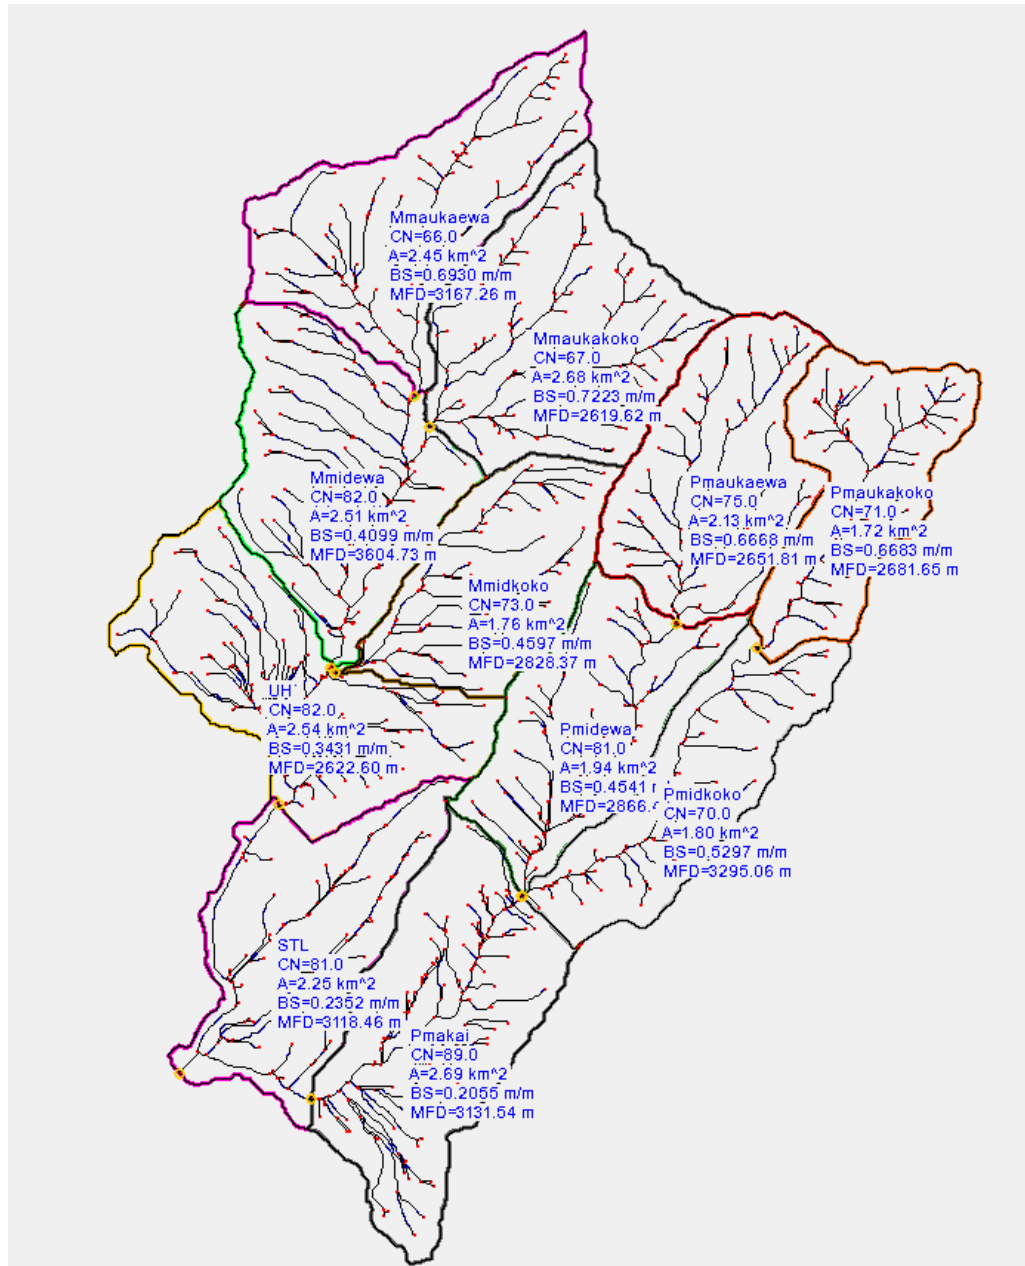 Mmaukaewa
CN=66.0
A=2.45 km^2
BS=0.6930 m/m
MFD=3167.26 m
Mmaukakoko
CN=67.0
A=2.68 km^2
BS=0.7223 m/m
MFD=2619.62 m
Mmidewa
CN=82.0
A=2.51 km^2
BS=0.4099 m/m
MFD=3604.73 m
Pmaukaewa
CN=75.0
A=2.13 km^2
BS=0.6668 m/m
MFD=2651.81 m
Pmaukakoko
CN=71.0
A=1.72 km^2
BS=0.6683 m/m
MFD=2681.65 m
Mmidkoko
CN=73.0
A=1.76 km^2
BS=0.4597 m/m
MFD=2828.37 m
UH
CN=82.0
A=2.54 km^2
BS=0.3431 m/m
MFD=2622.60 m
Pmidewa
CN=81.0
A=1.94 km^2
BS=0.4541
MFD=2866.
Pmidkoko
CN=70.0
A=1.80 km^2
BS=0.5297 m/m
MFD=3295.06 m
STL
CN=81.0
A=2.25 km^2
BS=0.2352 m/m
MFD=3118.46 m
Pmakai
CN=89.0
A=2.69 km^2
BS=0.2055 m/m
MFD=3131.54 m